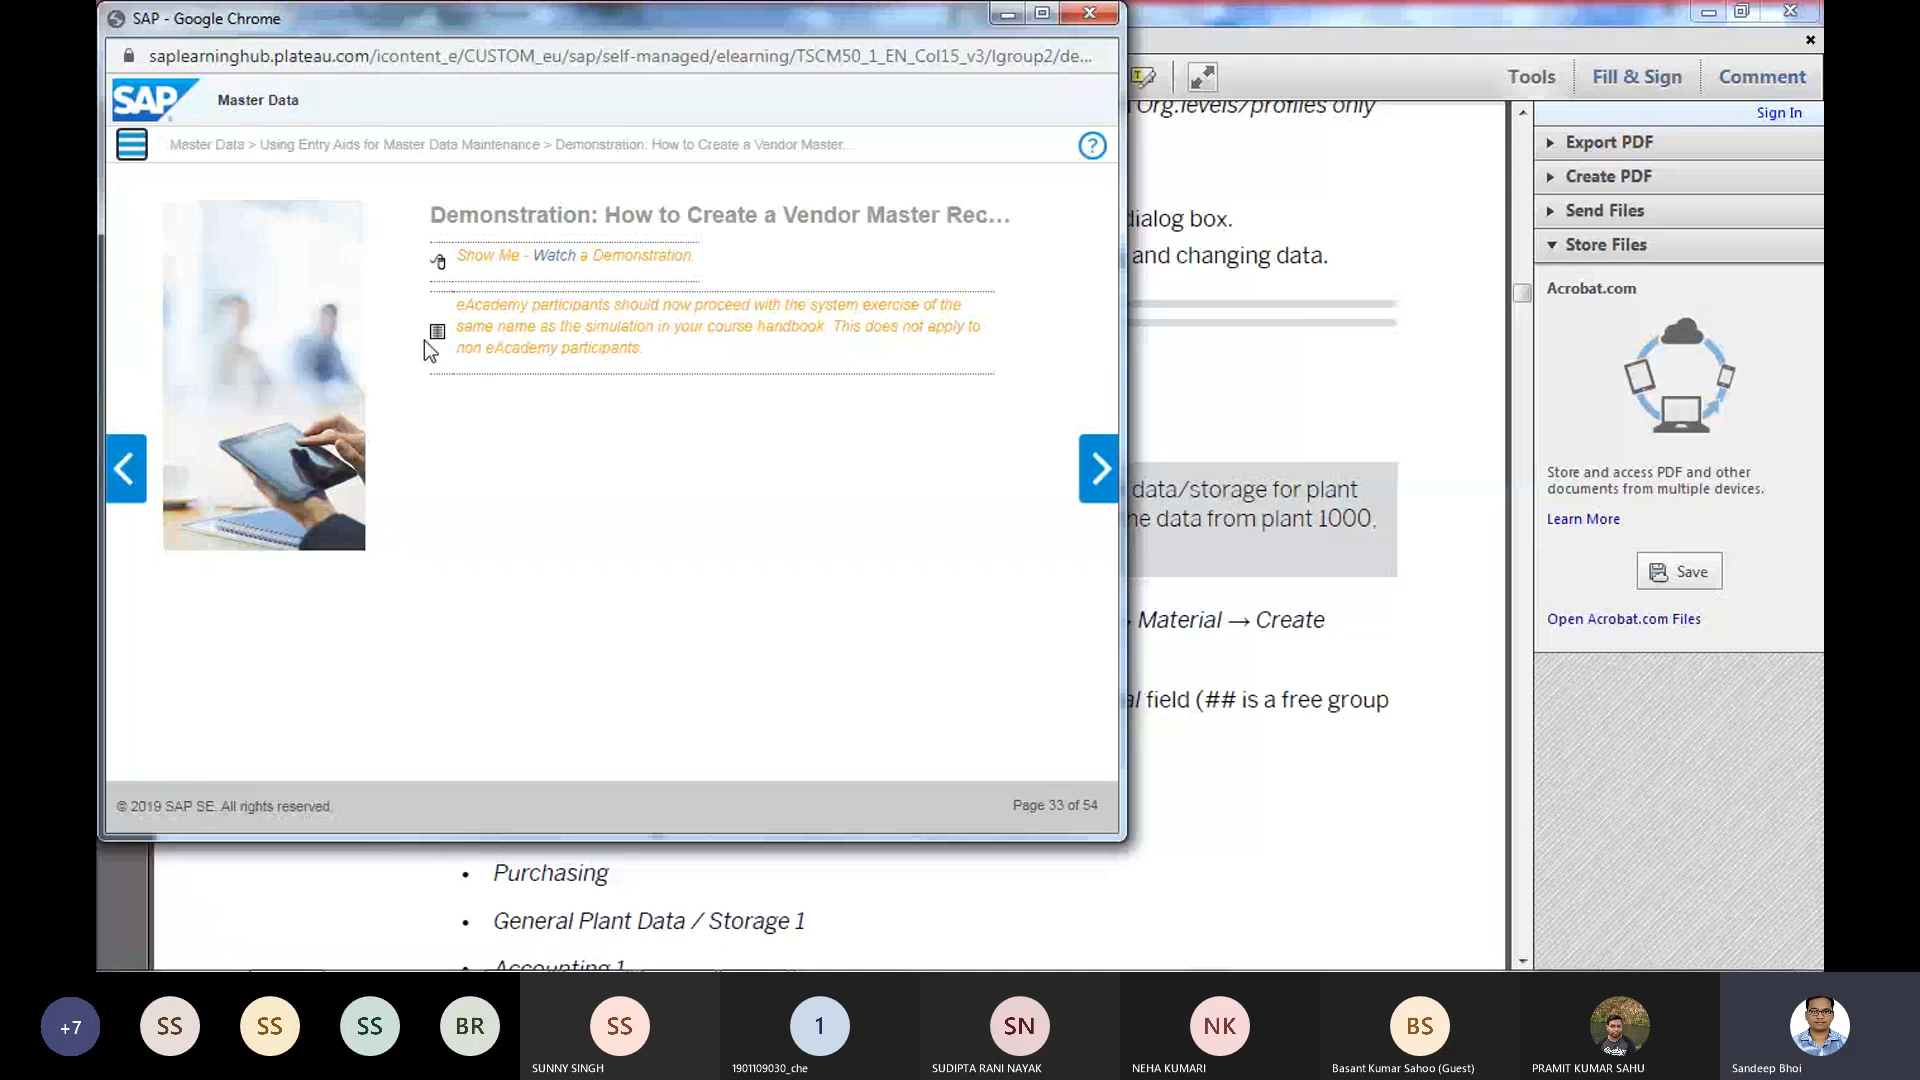 SAP - Google Chrome
saplearninghub.plateau.com/icontent_e/CUSTOM_eu/sap/self-managed/elearning/TSCM50_1_EN_Col15_v3/lgroup2/de...
SAP
Master Data
Master Data > Using Entry Aids for Master Data Maintenance > Demonstration: How to Create a Vendor Master...
?
Demonstration: How to Create a Vendor Master Rec...
Show Me - Watch a Demonstration.
eAcademy participants should now proceed with the system exercise of the
same name as the simulation in your course handbook. This does not apply to
non eAcademy participants.
© 2019 SAP SE. All rights reserved.
Page 33 of 54
Tools
Fill & Sign
Comment
Org.levels/profiles only
dialog box.
and changing data.
data/storage for plant
he data from plant 1000,
Material → Create
al field (## is a free group
• Purchasing
• General Plant Data / Storage 1
• Accounting 1
Sign In
Export PDF
Create PDF
Send Files
Store Files
Acrobat.com
Store and access PDF and other
documents from multiple devices.
Learn More
Save
Open Acrobat.com Files
+7
SS
SS
SS
BR
SS
SUNNY SINGH
1
1901109030_che
SN
SUDIPTA RANI NAYAK
NK
NEHA KUMARI
BS
Basant Kumar Sahoo (Guest)
PRAMIT KUMAR SAHU
Sandeep Bhoi